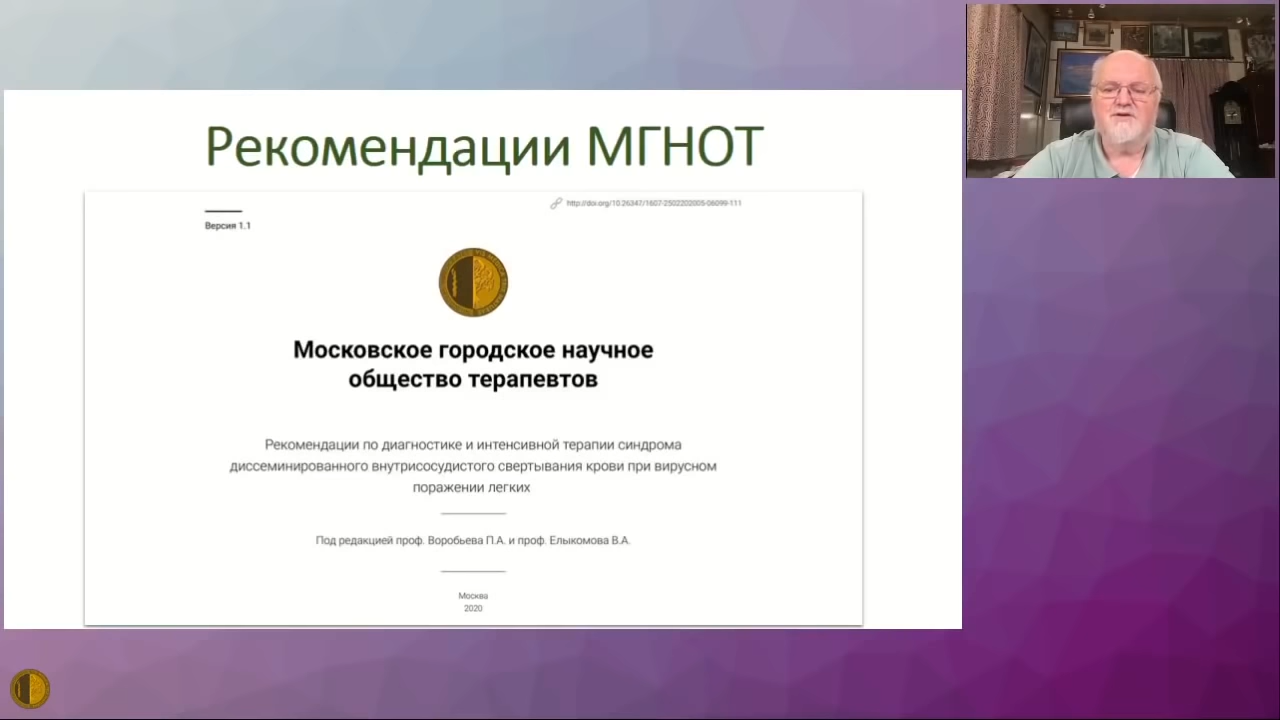 Рекомендации МГНОТ
http://doi.org/10.26347/1607-2502202005-06099-111
Версия 1.1
Московское городское научное
общество терапевтов
Рекомендации по диагностике и интенсивной терапии синдрома
диссеминированного внутрисосудистого свертывания крови при вирусном
поражении легких
Под редакцией проф. Воробьева П.А. и проф. Елыкомова В.А.
Москва
2020